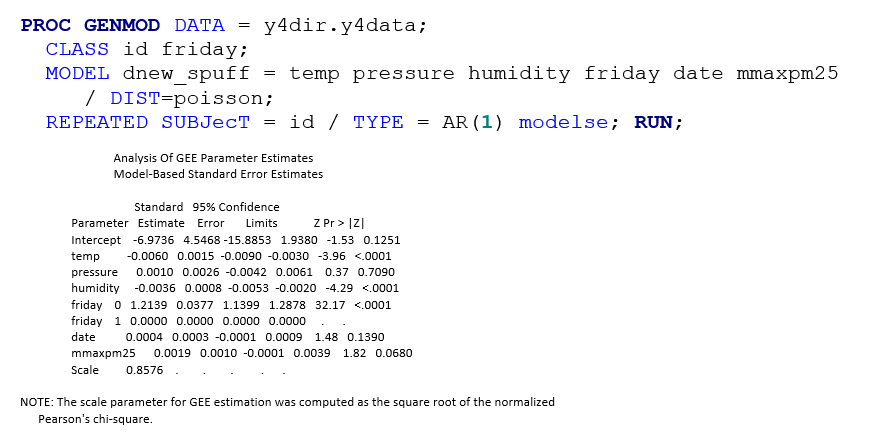 PROC GENMOD DATA = y4dir.y4data;
CLASS id friday;
MODEL dnew_spuff = temp pressure humidity friday date mmaxpm25
/ DIST=poisson;
REPEATED SUBJecT = id / TYPE = AR(1) modelse; RUN;
Analysis Of GEE Parameter Estimates
Model-Based Standard Error Estimates
Standard 95% Confidence
Parameter Estimate Error Limits Z Pr > |Z|
Intercept -6.9736 4.5468 -15.8853 1.9380 -1.53 0.1251
temp -0.0060 0.0015 -0.0090 -0.0030 -3.96 <.0001
pressure 0.0010 0.0026 -0.0042 0.0061 0.37 0.7090
humidity -0.0036 0.0008 -0.0053 -0.0020 -4.29 <.0001
friday 0 1.2139 0.0377 1.1399 1.2878 32.17 <.0001
friday 1 0.0000 0.0000 0.0000 0.0000 . .
date 0.0004 0.0003 -0.0001 0.0009 1.48 0.1390
mmaxpm25 0.0019 0.0010 -0.0001 0.0039 1.82 0.0680
Scale 0.8576 . . . . .
NOTE: The scale parameter for GEE estimation was computed as the square root of the normalized
Pearson's chi-square.